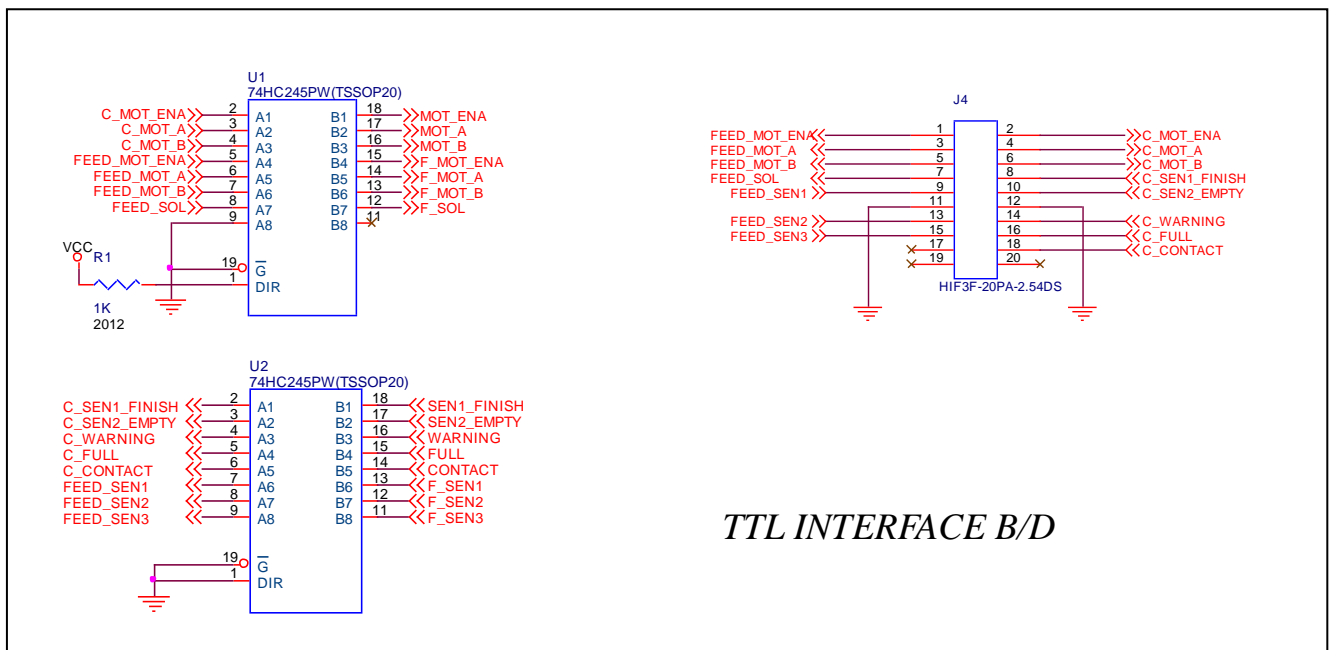 U1
74HC245PW(TSSOP20)
C_MOT_ENA 2 A1 B1 18 MOT_ENA
C_MOT_A 3 A2 B2 17 MOT_A
C_MOT_B 4 A3 B3 16 MOT_B
FEED_MOT_ENA 5 A4 B4 15 F_MOT_ENA
FEED_MOT_A 6 A5 B5 14 F_MOT_A
FEED_MOT_B 7 A6 B6 13 F_MOT_B
FEED_SOL 8 A7 B7 12 F_SOL
9 A8 B8 11
VCC R1
19 G
1 DIR
1K
2012
J4
FEED_MOT_ENA 1 2 C_MOT_ENA
FEED_MOT_A 3 4 C_MOT_A
FEED_MOT_B 5 6 C_MOT_B
FEED_SOL 7 8 C_SEN1_FINISH
FEED_SEN1 9 10 C_SEN2_EMPTY
11 12
FEED_SEN2 13 14 C_WARNING
FEED_SEN3 15 16 C_FULL
17 18 C_CONTACT
19 20
HIF3F-20PA-2.54DS
U2
74HC245PW(TSSOP20)
C_SEN1_FINISH 2 A1 B1 18 SEN1_FINISH
C_SEN2_EMPTY 3 A2 B2 17 SEN2_EMPTY
C_WARNING 4 A3 B3 16 WARNING
C_FULL 5 A4 B4 15 FULL
C_CONTACT 6 A5 B5 14 CONTACT
FEED_SEN1 7 A6 B6 13 F_SEN1
FEED_SEN2 8 A7 B7 12 F_SEN2
FEED_SEN3 9 A8 B8 11 F_SEN3
19 G
1 DIR
TTL INTERFACE B/D